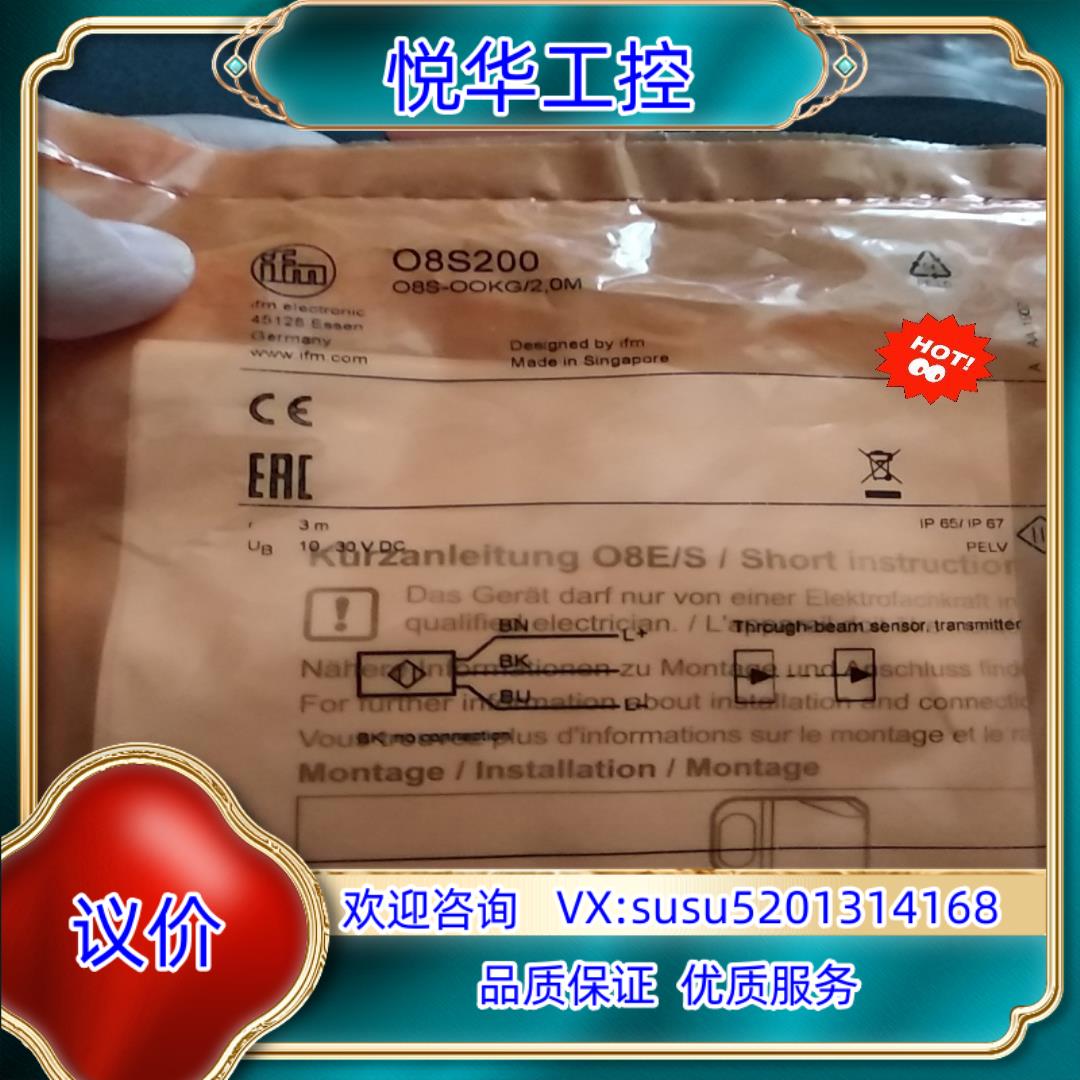 悦华工控
ifm
O8S200
O8S-OOKG/2,0M
ifm electronic
45128 Essen
Germany
www.ifm.com
Designed by ifm
Made in Singapore
HOT!
CE
EAC
r 3 m
UB 10...30 V DC
IP 65/ IP 67
PELV
Kurzanleitung O8E/S / Short instruction
Das Gerät darf nur von einer Elektrofachkraft
qualified electrician. / L'a
BN
L+
BK
BU
L-
Through-beam sensor, transmitter
Nähere Informationen zu Montage und Anschluss
For further information about installation and
Vous trouvez plus d'informations sur le montage et le
BK: no connection
Montage / Installation / Montage
议价
欢迎咨询 VX:susu5201314168
品质保证 优质服务